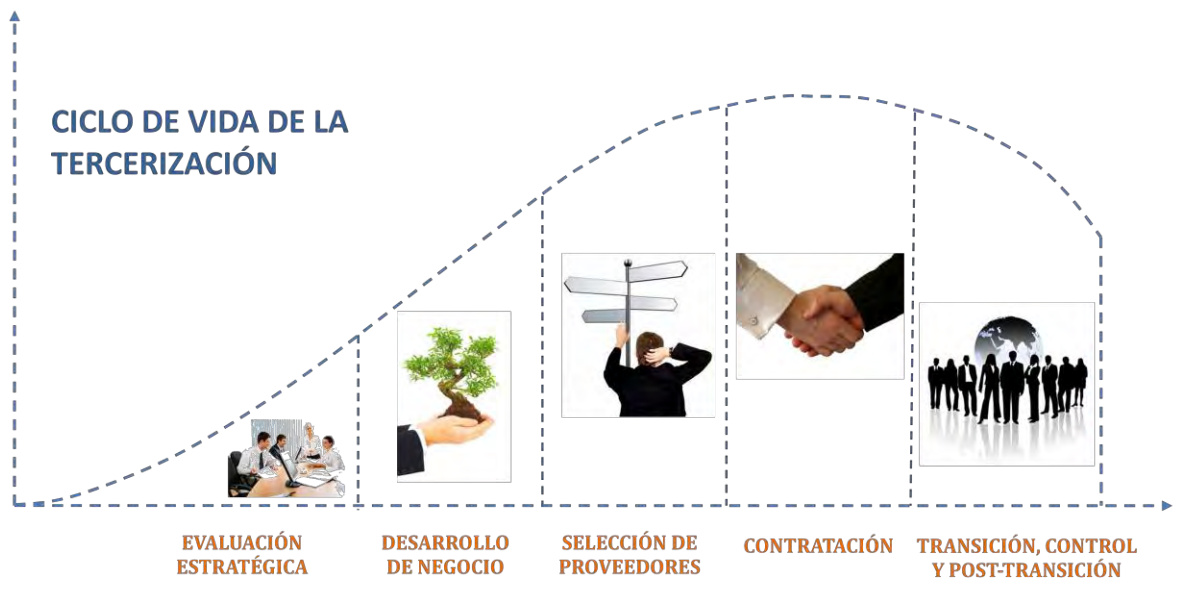 CICLO DE VIDA DE LA
TERCERIZACIÓN
EVALUACIÓN
ESTRATÉGICA
DESARROLLO
DE NEGOCIO
SELECCIÓN DE
PROVEEDORES
CONTRATACIÓN
TRANSICIÓN, CONTROL
Y POST-TRANSICIÓN